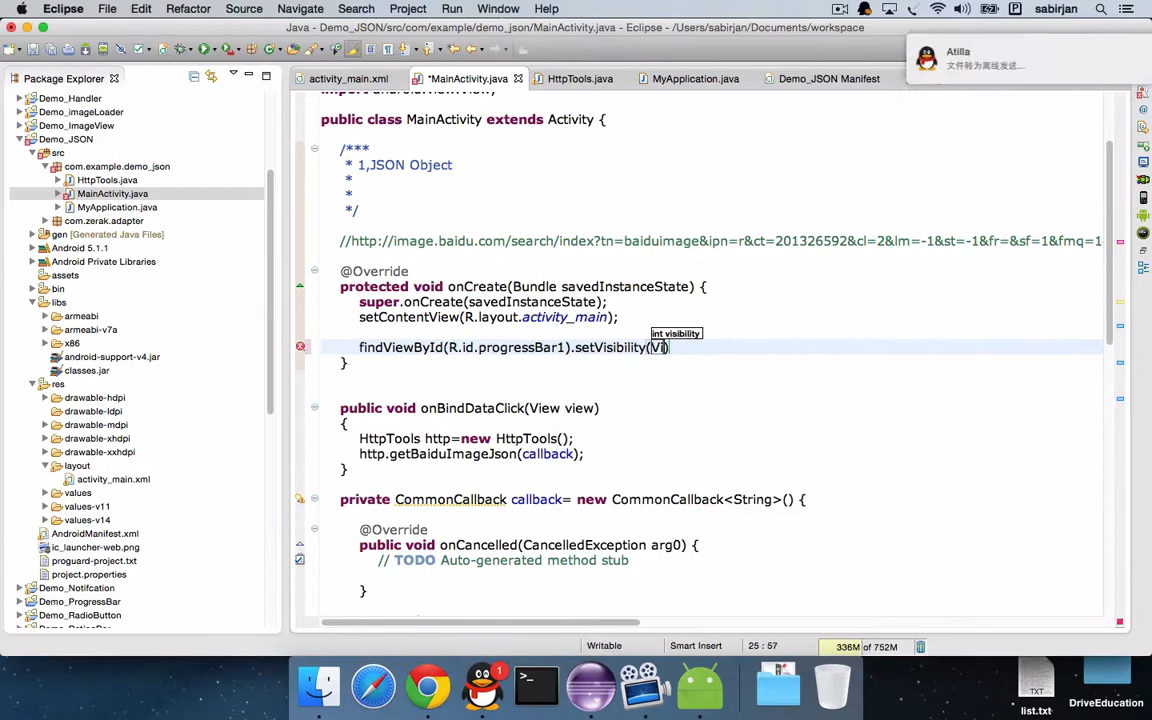 Eclipse File Edit Refactor Source Navigate Search Project Run Window Help sabirjan
Java - Demo_JSON/src/com/example/demo_json/MainActivity.java - Eclipse - /Users/sabirjan/Documents/workspace
Atilla
文件转为离线发送...
Package Explorer
activity_main.xml
*MainActivity.java
HttpTools.java
MyApplication.java
Demo_JSON Manifest
Demo_Handler
Demo_imageLoader
Demo_ImageView
Demo_JSON
src
com.example.demo_json
HttpTools.java
MainActivity.java
MyApplication.java
com.zerak.adapter
gen [Generated Java Files]
Android 5.1.1
Android Private Libraries
assets
bin
libs
armeabi
armeabi-v7a
x86
android-support-v4.jar
classes.jar
res
drawable-hdpi
drawable-ldpi
drawable-mdpi
drawable-xhdpi
drawable-xxhdpi
layout
activity_main.xml
values
values-v11
values-v14
AndroidManifest.xml
ic_launcher-web.png
proguard-project.txt
project.properties
Demo_Notifcation
Demo_ProgressBar
Demo_RadioButton
public class MainActivity extends Activity {
/***
* 1,JSON Object
*
*
*/
//http://image.baidu.com/search/index?tn=baiduimage&ipn=r&ct=201326592&cl=2&lm=-1&st=-1&fr=&sf=1&fmq=1
@Override
protected void onCreate(Bundle savedInstanceState) {
super.onCreate(savedInstanceState);
setContentView(R.layout.activity_main);
int visibility
findViewById(R.id.progressBar1).setVisibility(Vi)
}
public void onBindDataClick(View view)
{
HttpTools http=new HttpTools();
http.getBaiduImageJson(callback);
}
private CommonCallback callback= new CommonCallback<String>() {
@Override
public void onCancelled(CancelledException arg0) {
// TODO Auto-generated method stub
}
Writable Smart Insert 25 : 57 336M of 752M
1
TXT
list.txt
DriveEducation